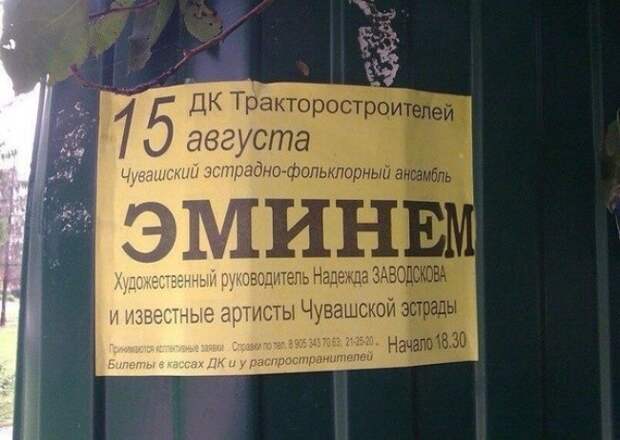 15 ДК Тракторостроителей
августа
Чувашский эстрадно-фольклорный ансамбль
ЭМИНЕМ
Художественный руководитель Надежда ЗАВОДСКОВА
и известные артисты Чувашской эстрады
Принимаются коллективные заявки Справки по тел. 8 905 343 70 63; 21-25-20
Билеты в кассах ДК и у распространителей
Начало 18.30